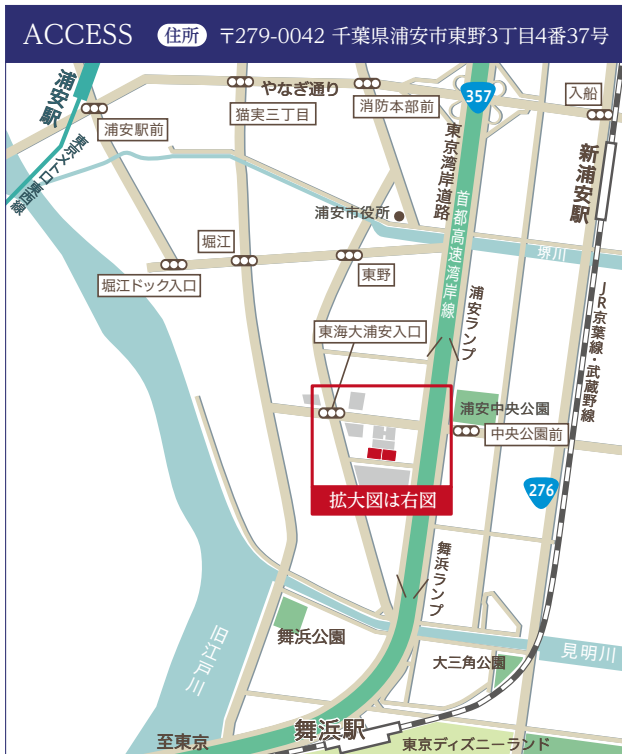 ACCESS 住所 〒279-0042 千葉県浦安市東野3丁目4番37号
浦安駅
やなぎ通り
浦安駅前
猫実三丁目
消防本部前
357
入船
東京メトロ東西線
東京湾岸道路
新浦安駅
浦安市役所
首都高速湾岸線
堀江
東野
堺川
堀江ドック入口
浦安ランプ
JR京葉線・武蔵野線
東海大浦安入口
浦安中央公園
中央公園前
276
拡大図は右図
舞浜ランプ
旧江戸川
舞浜公園
見明川
大三角公園
舞浜駅
至東京
東京ディズニーランド